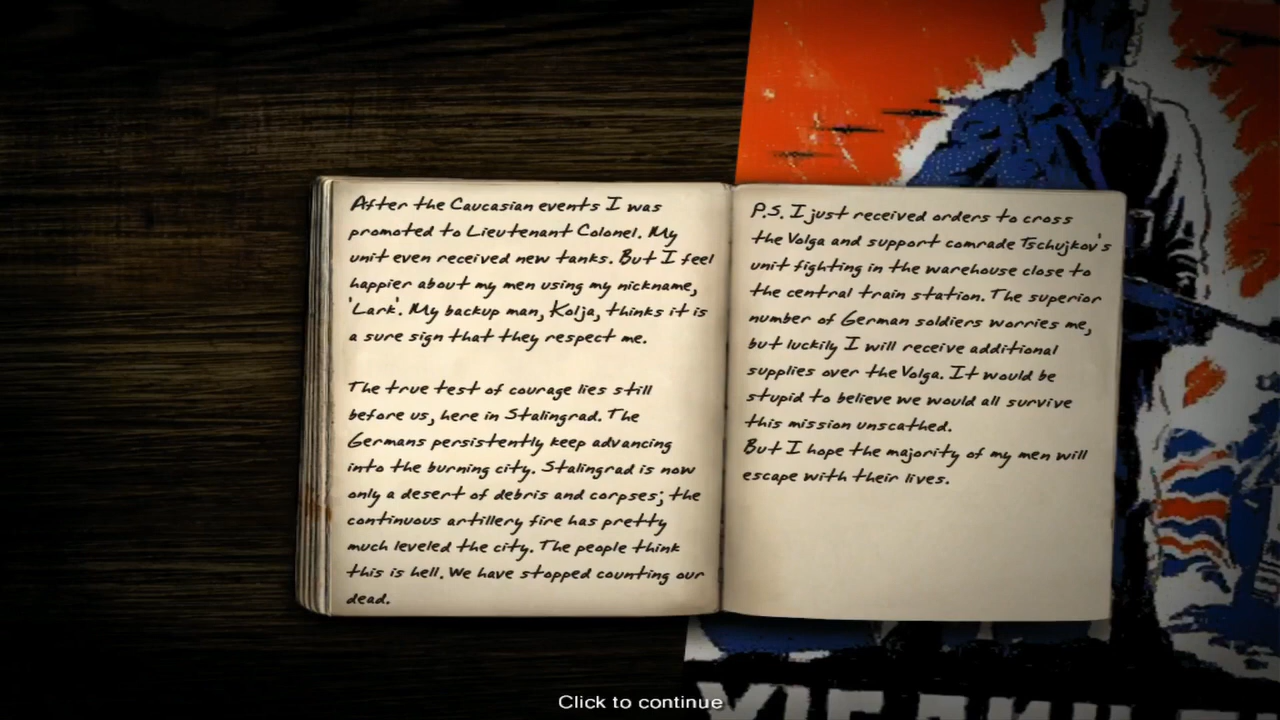 After the Caucasian events I was
promoted to Lieutenant Colonel. My
unit even received new tanks. But I feel
happier about my men using my nickname,
'Lark'. My backup man, Kolja, thinks it is
a sure sign that they respect me.
The true test of courage lies still
before us, here in Stalingrad. The
Germans persistently keep advancing
into the burning city. Stalingrad is now
only a desert of debris and corpses; the
continuous artillery fire has pretty
much leveled the city. The people think
this is hell. We have stopped counting our
dead.
P.S. I just received orders to cross
the Volga and support comrade Tschujkov's
unit fighting in the warehouse close to
the central train station. The superior
number of German soldiers worries me,
but luckily I will receive additional
supplies over the Volga. It would be
stupid to believe we would all survive
this mission unscathed.
But I hope the majority of my men will
escape with their lives.
Click to continue